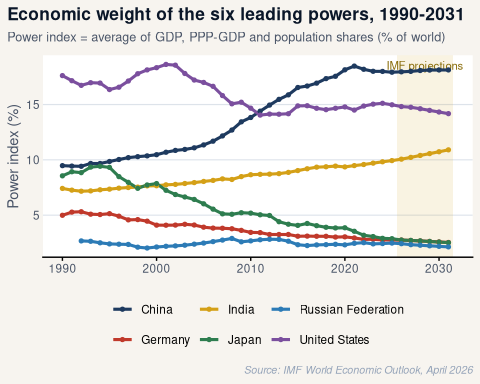 Economic weight of the six leading powers, 1990-2031
Power index = average of GDP, PPP-GDP and population shares (% of world)
IMF projections
Power index (%)
15
10
5
1990
2000
2010
2020
2030
China
India
Russian Federation
Germany
Japan
United States
Source: IMF World Economic Outlook, April 2026